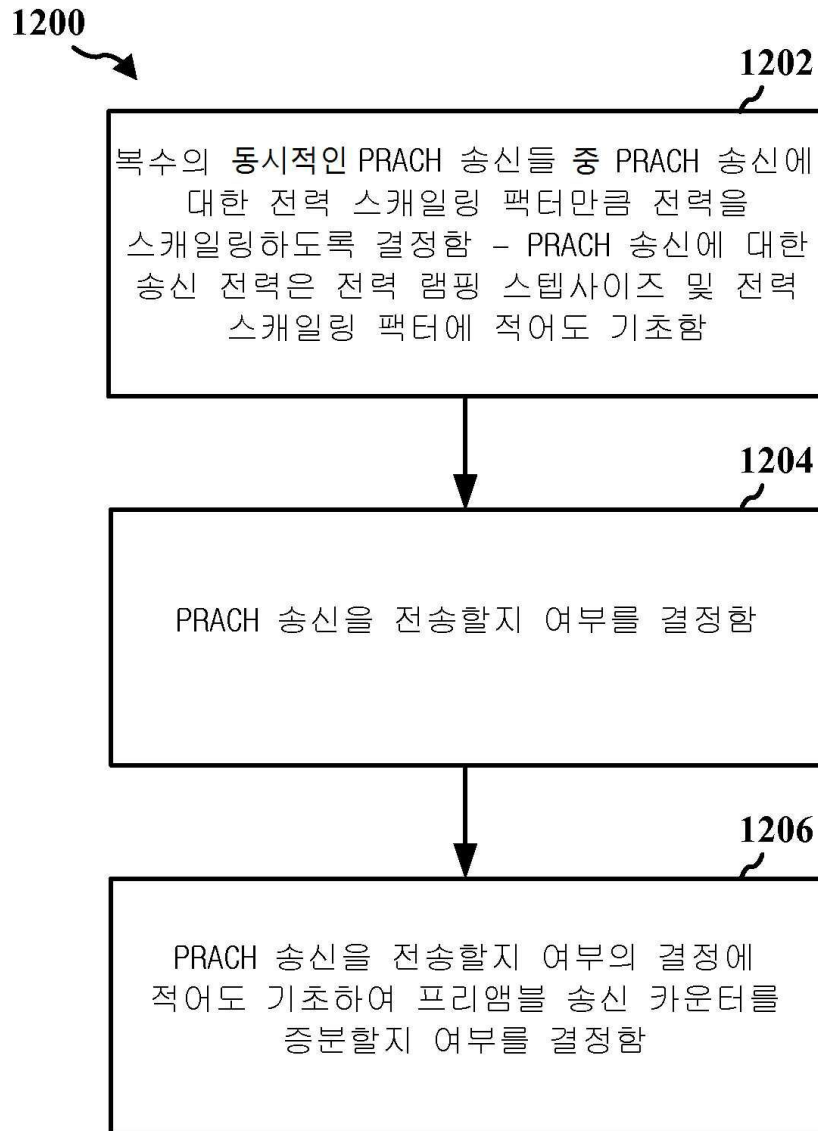 1200
1202
복수의 동시적인 PRACH 송신들 중 PRACH 송신에
대한 전력 스캐일링 팩터만큼 전력을
스캐일링하도록 결정함 – PRACH 송신에 대한
송신 전력은 전력 램핑 스텝사이즈 및 전력
스캐일링 팩터에 적어도 기초함
1204
PRACH 송신을 전송할지 여부를 결정함
1206
PRACH 송신을 전송할지 여부의 결정에
적어도 기초하여 프리앰블 송신 카운터를
증분할지 여부를 결정함